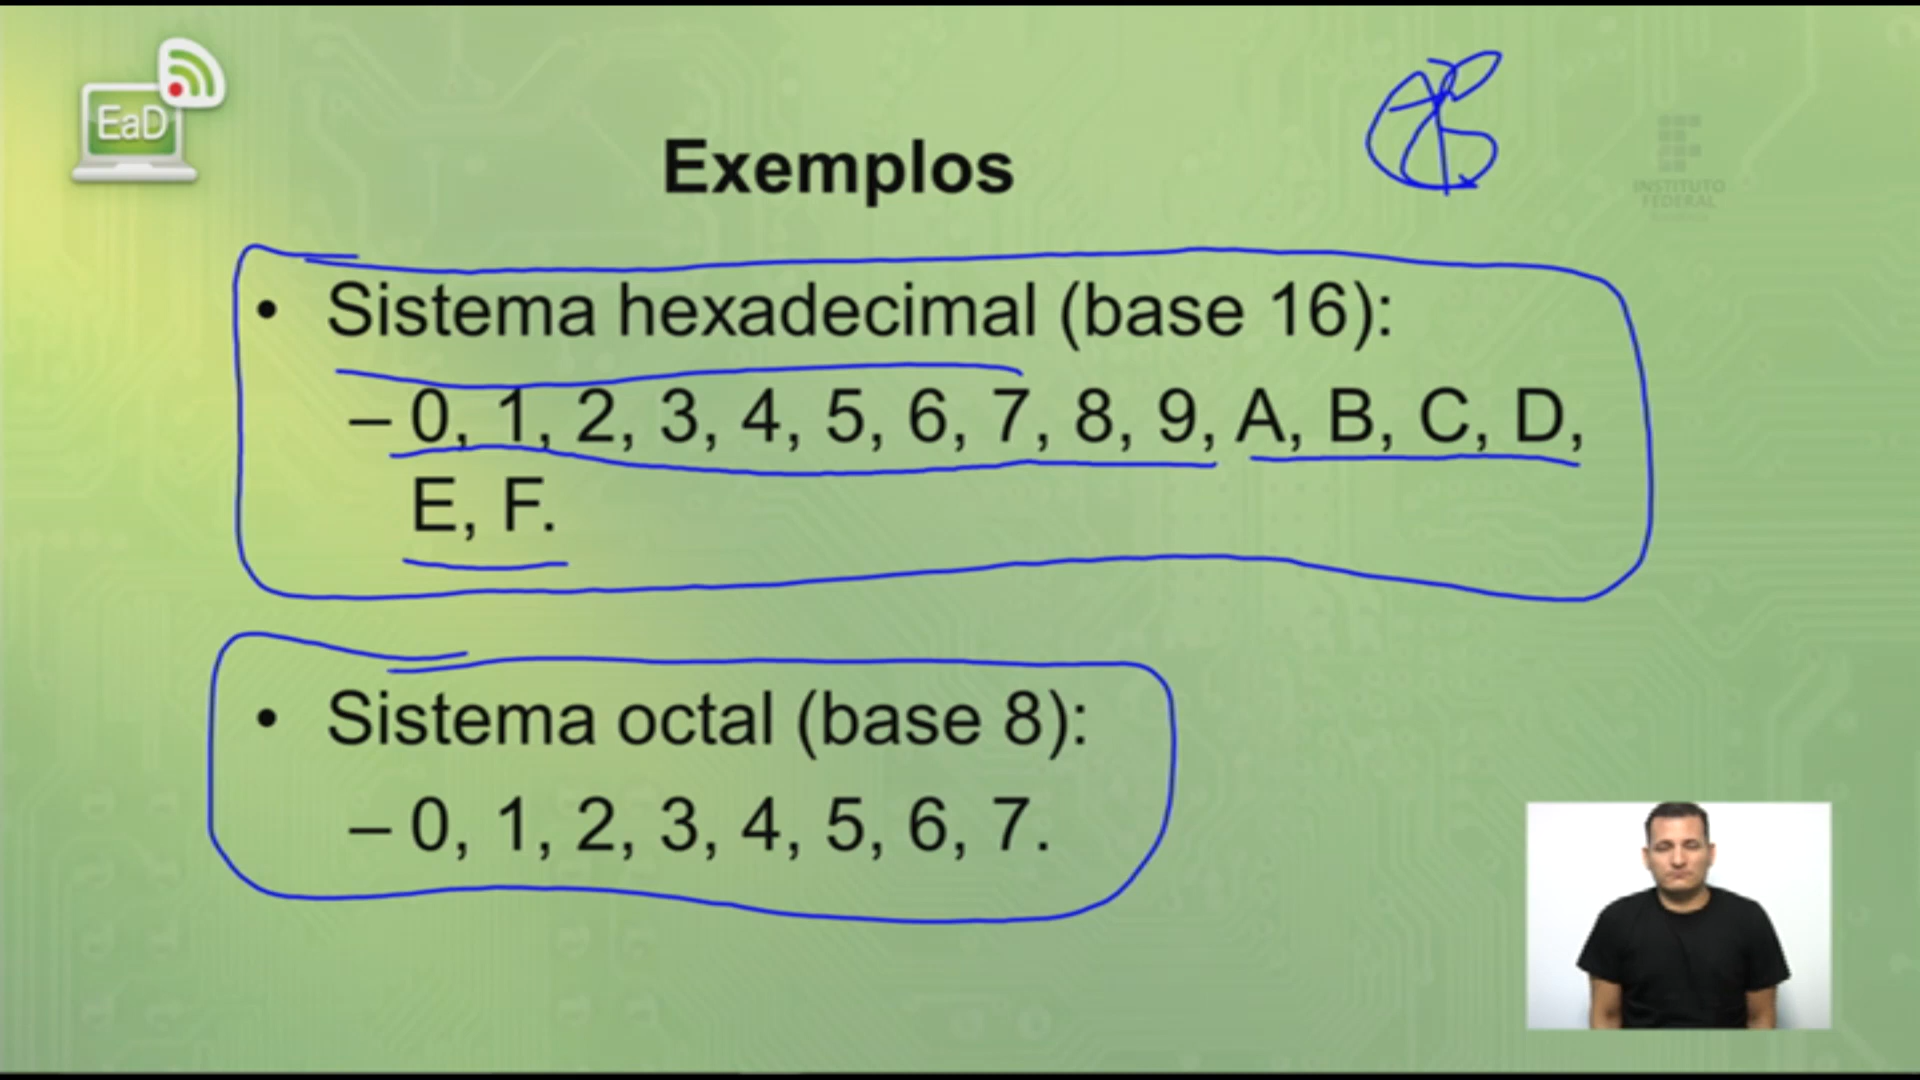 EaD
Exemplos
INSTITUTO
FEDERAL
• Sistema hexadecimal (base 16):
– 0, 1, 2, 3, 4, 5, 6, 7, 8, 9, A, B, C, D,
E, F.
• Sistema octal (base 8):
– 0, 1, 2, 3, 4, 5, 6, 7.